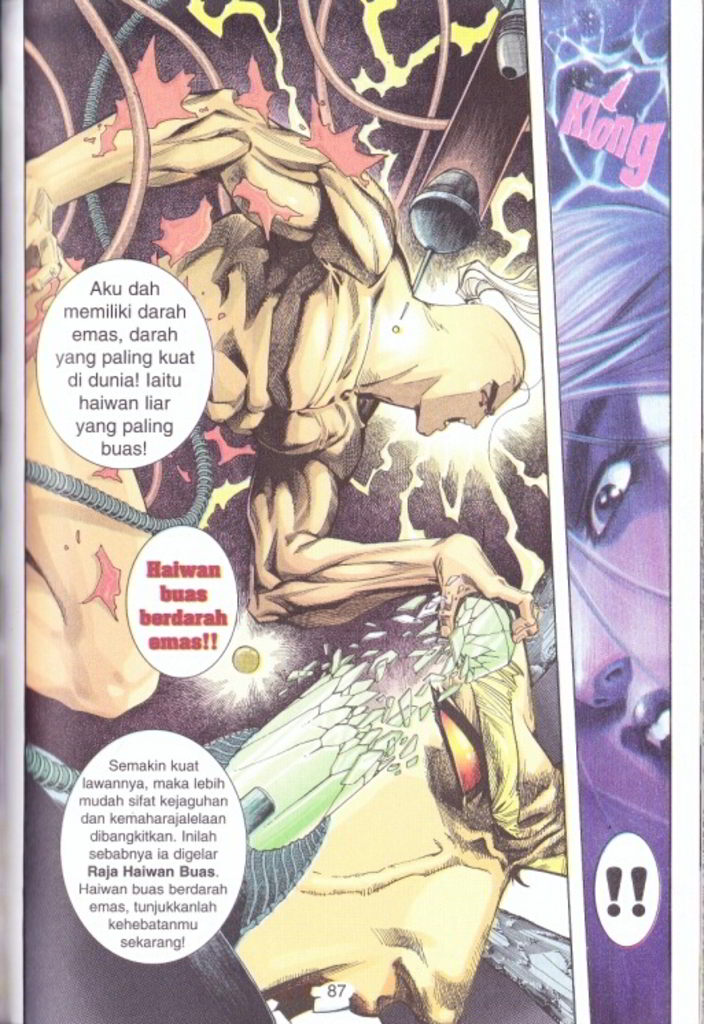 Aku dah
memiliki darah
emas, darah
yang paling kuat
di dunia! Iaitu
haiwan liar
yang paling
buas!
Haiwan
buas
berdarah
emas!!
Semakin kuat
lawannya, maka lebih
mudah sifat kejaguhan
dan kemaharajalelaan
dibangkitkan. Inilah
sebabnya ia digelar
Raja Haiwan Buas.
Haiwan buas berdarah
emas, tunjukkanlah
kehebatanmu
sekarang!
Klong
!!
87